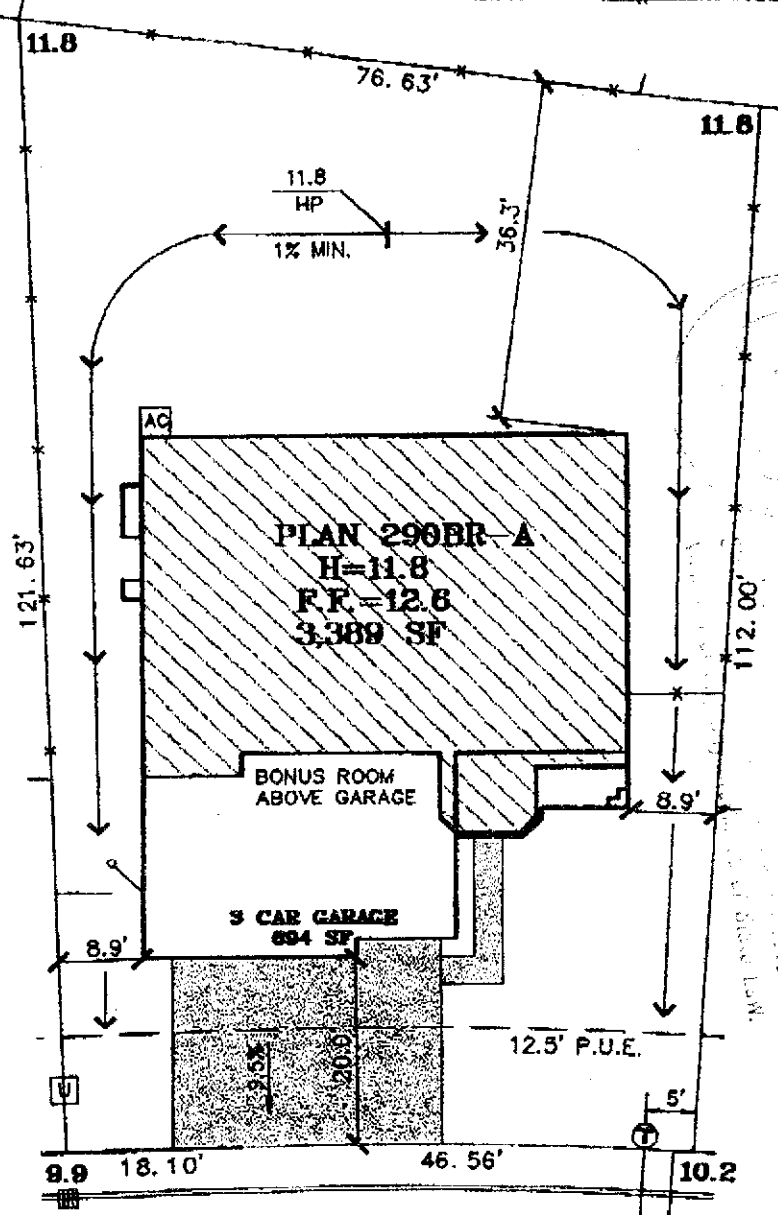 11.8
76.63'
11.8
11.8
HP
1% MIN.
36.3'
AC
PLAN 290BR-A
H=11.8
F.F.=12.6
3,389 SF
121.63'
112.00'
BONUS ROOM
ABOVE GARAGE
8.9'
3 CAR GARAGE
694 SF
8.9'
12.5' P.U.E.
20.0
U
5'
T
9.9
18.10'
46.56'
10.2